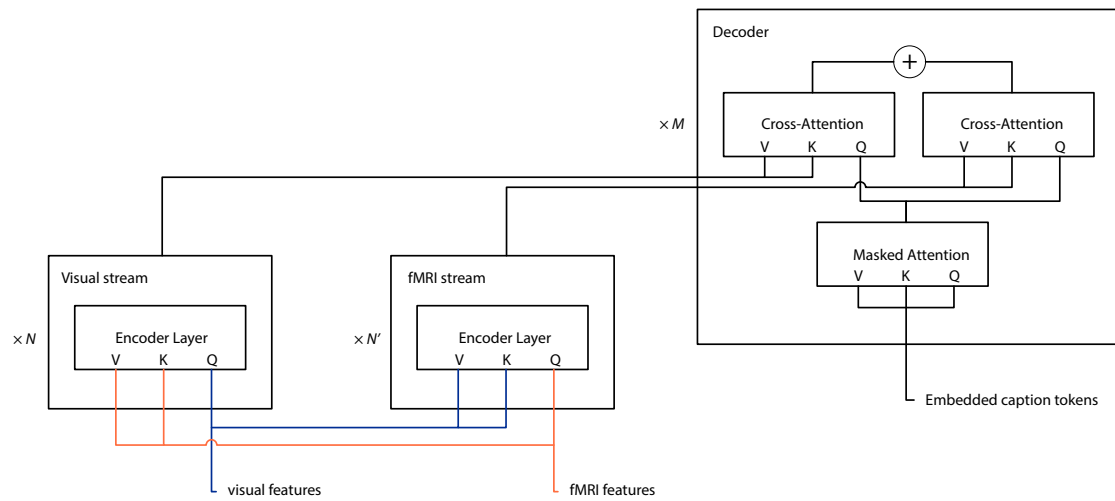 Decoder
× M
Cross-Attention
V K Q
Cross-Attention
V K Q
Masked Attention
V K Q
Visual stream
× N
Encoder Layer
V K Q
fMRI stream
× N′
Encoder Layer
V K Q
Embedded caption tokens
visual features
fMRI features